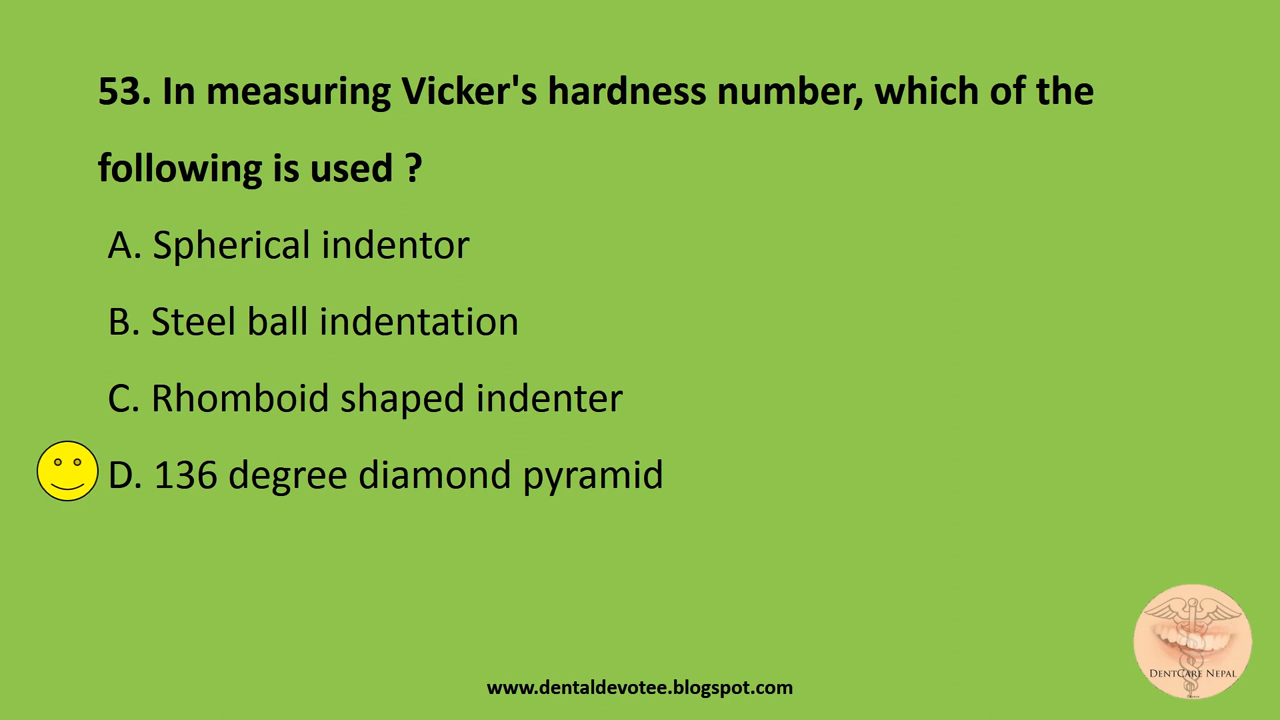 53. In measuring Vicker's hardness number, which of the
following is used ?
A. Spherical indentor
B. Steel ball indentation
C. Rhomboid shaped indenter
D. 136 degree diamond pyramid
DENTCARE NEPAL
www.dentaldevotee.blogspot.com